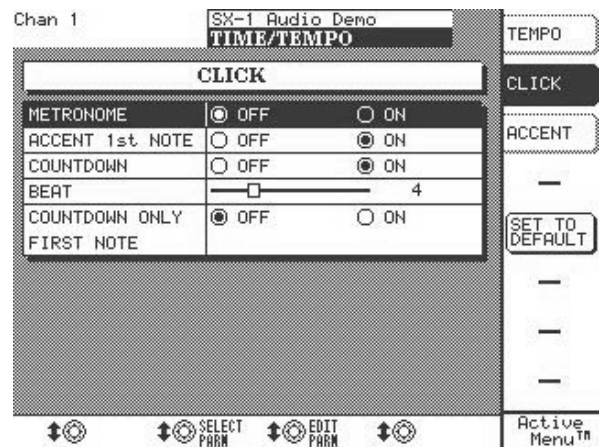 Chan 1
SX-1 Audio Demo
TIME/TEMPO
TEMPO
CLICK
CLICK
METRONOME OFF ON
ACCENT 1st NOTE OFF ON
ACCENT
COUNTDOWN OFF ON
BEAT 4
COUNTDOWN ONLY OFF ON
FIRST NOTE
SET TO
DEFAULT
SELECT
PARM
EDIT
PARM
Active
Menu™